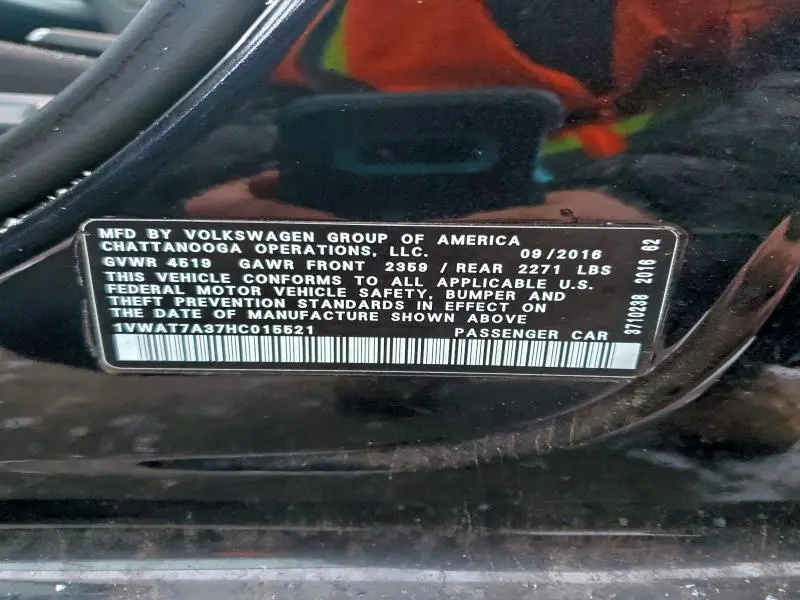 MFD BY VOLKSWAGEN GROUP OF AMERICA
CHATTANOOGA OPERATIONS, LLC. 09/2016
GVWR 4519 GAWR FRONT 2359 / REAR 2271 LBS
THIS VEHICLE CONFORMS TO ALL APPLICABLE U.S.
FEDERAL MOTOR VEHICLE SAFETY, BUMPER AND
THEFT PREVENTION STANDARDS IN EFFECT ON
THE DATE OF MANUFACTURE SHOWN ABOVE
1VWAT7A37HC015521 PASSENGER CAR
3710238 2016 62